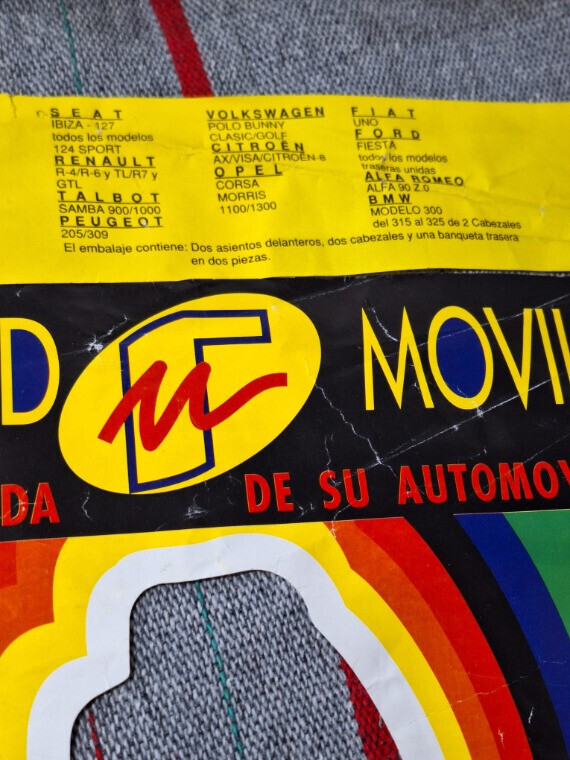 SEAT
IBIZA - 127
todos los modelos
124 SPORT
RENAULT
R-4/R-6 y TL/R7 y
GTL
TALBOT
SAMBA 900/1000
PEUGEOT
205/309
VOLKSWAGEN
POLO BUNNY
CLASIC/GOLF
CITROËN
AX/VISA/CITROËN-8
OPEL
CORSA
MORRIS
1100/1300
FIAT
UNO
FORD
FIESTA
todos los modelos
traseras unidas
ALFA ROMEO
ALFA 90 Z.0
BMW
MODELO 300
del 315 al 325 de 2 Cabezales
El embalaje contiene: Dos asientos delanteros, dos cabezales y una banqueta trasera
en dos piezas.
D MOVIL
DA DE SU AUTOMOV